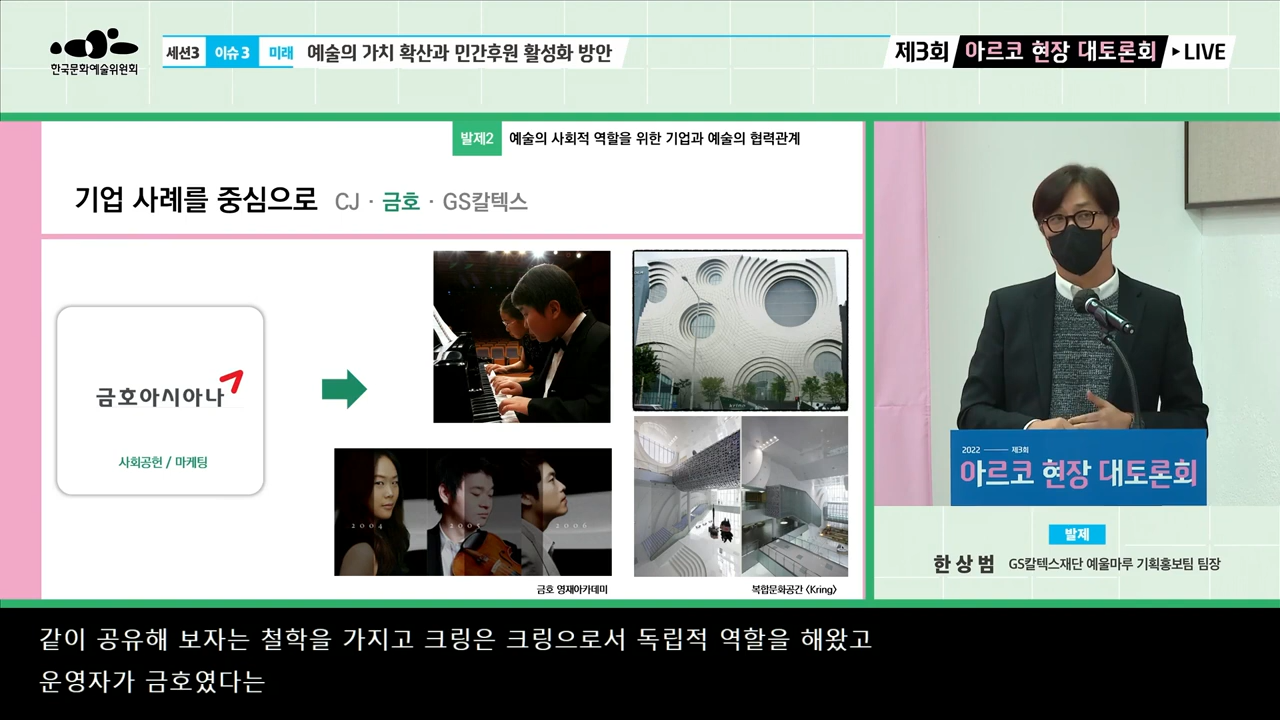 한국문화예술위원회
세션3 이슈 3 미래 예술의 가치 확산과 민간후원 활성화 방안
제3회 아르코 현장 대토론회 ▶ LIVE
발제2 예술의 사회적 역할을 위한 기업과 예술의 협력관계
기업 사례를 중심으로 CJ · 금호 · GS칼텍스
금호아시아나
사회공헌 / 마케팅
2004 2005 2006
금호 영재아카데미
복합문화공간 <Kring>
2022 제3회
아르코 현장 대토론회
발제
한상범 GS칼텍스재단 예울마루 기획홍보팀 팀장
같이 공유해 보자는 철학을 가지고 크링은 크링으로서 독립적 역할을 해왔고
운영자가 금호였다는